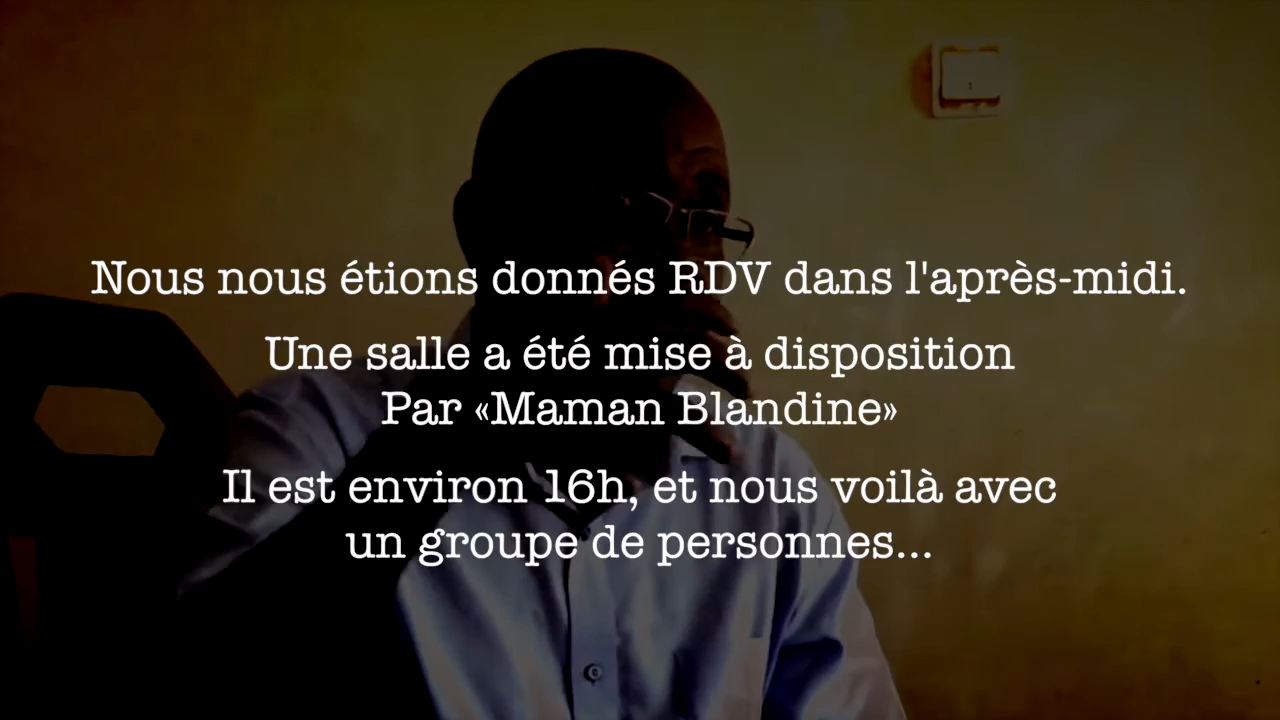 Nous nous étions donnés RDV dans l'après-midi.
Une salle a été mise à disposition
Par «Maman Blandine»
Il est environ 16h, et nous voilà avec
un groupe de personnes...